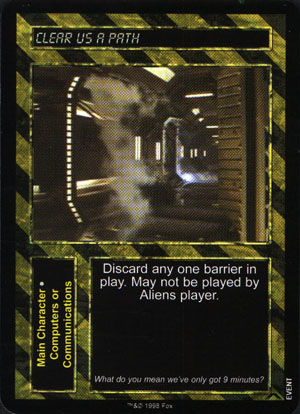 CLEAR US A PATH
Main Character •
Computers or
Communications
Discard any one barrier in
play. May not be played by
Aliens player.
What do you mean we've only got 9 minutes?
™&© 1998 Fox
EVENT